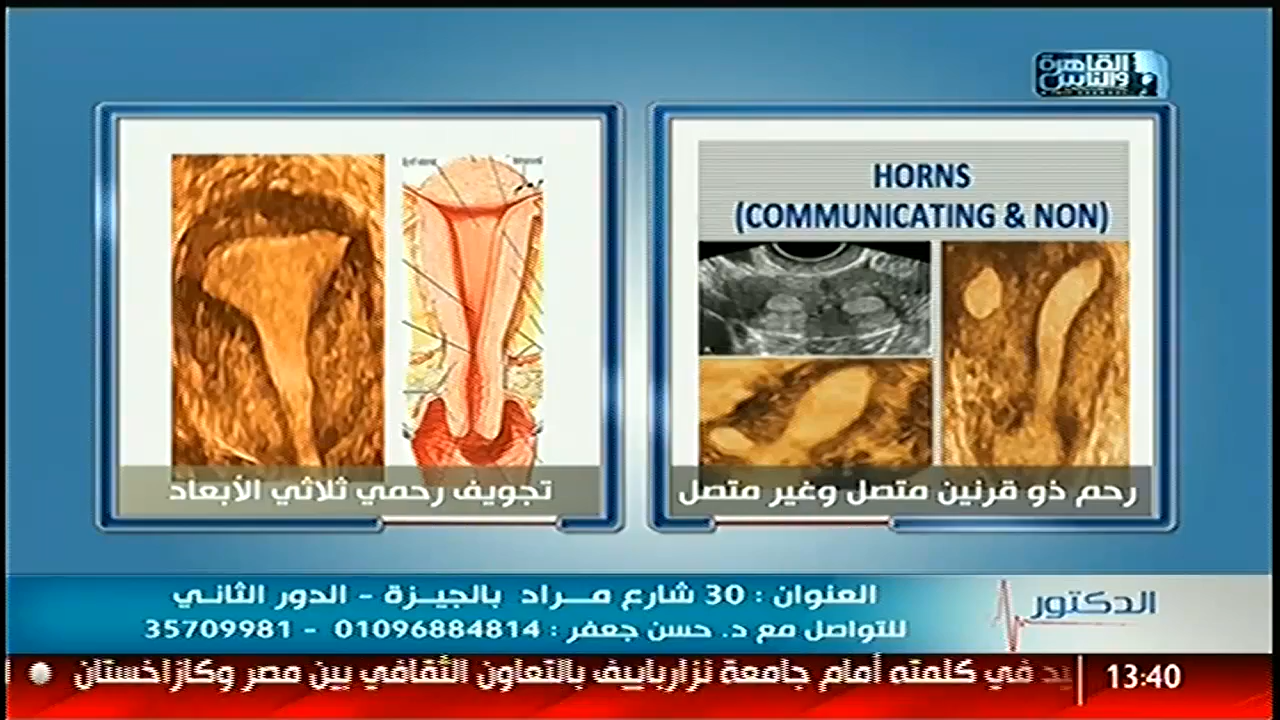 القاهرة
والناس
HORNS
(COMMUNICATING & NON)
رحم ذو قرنين متصل وغير متصل
تجويف رحمي ثلاثي الأبعاد
الدكتور
العنوان : 30 شارع مـــراد بالجيـزة - الدور الثاني
للتواصل مع د. حسن جعفر : 01096884814 - 35709981
13:40
في كلمته أمام جامعة نزارباييف بالتعاون الثقافي بين مصر وكازاخستان